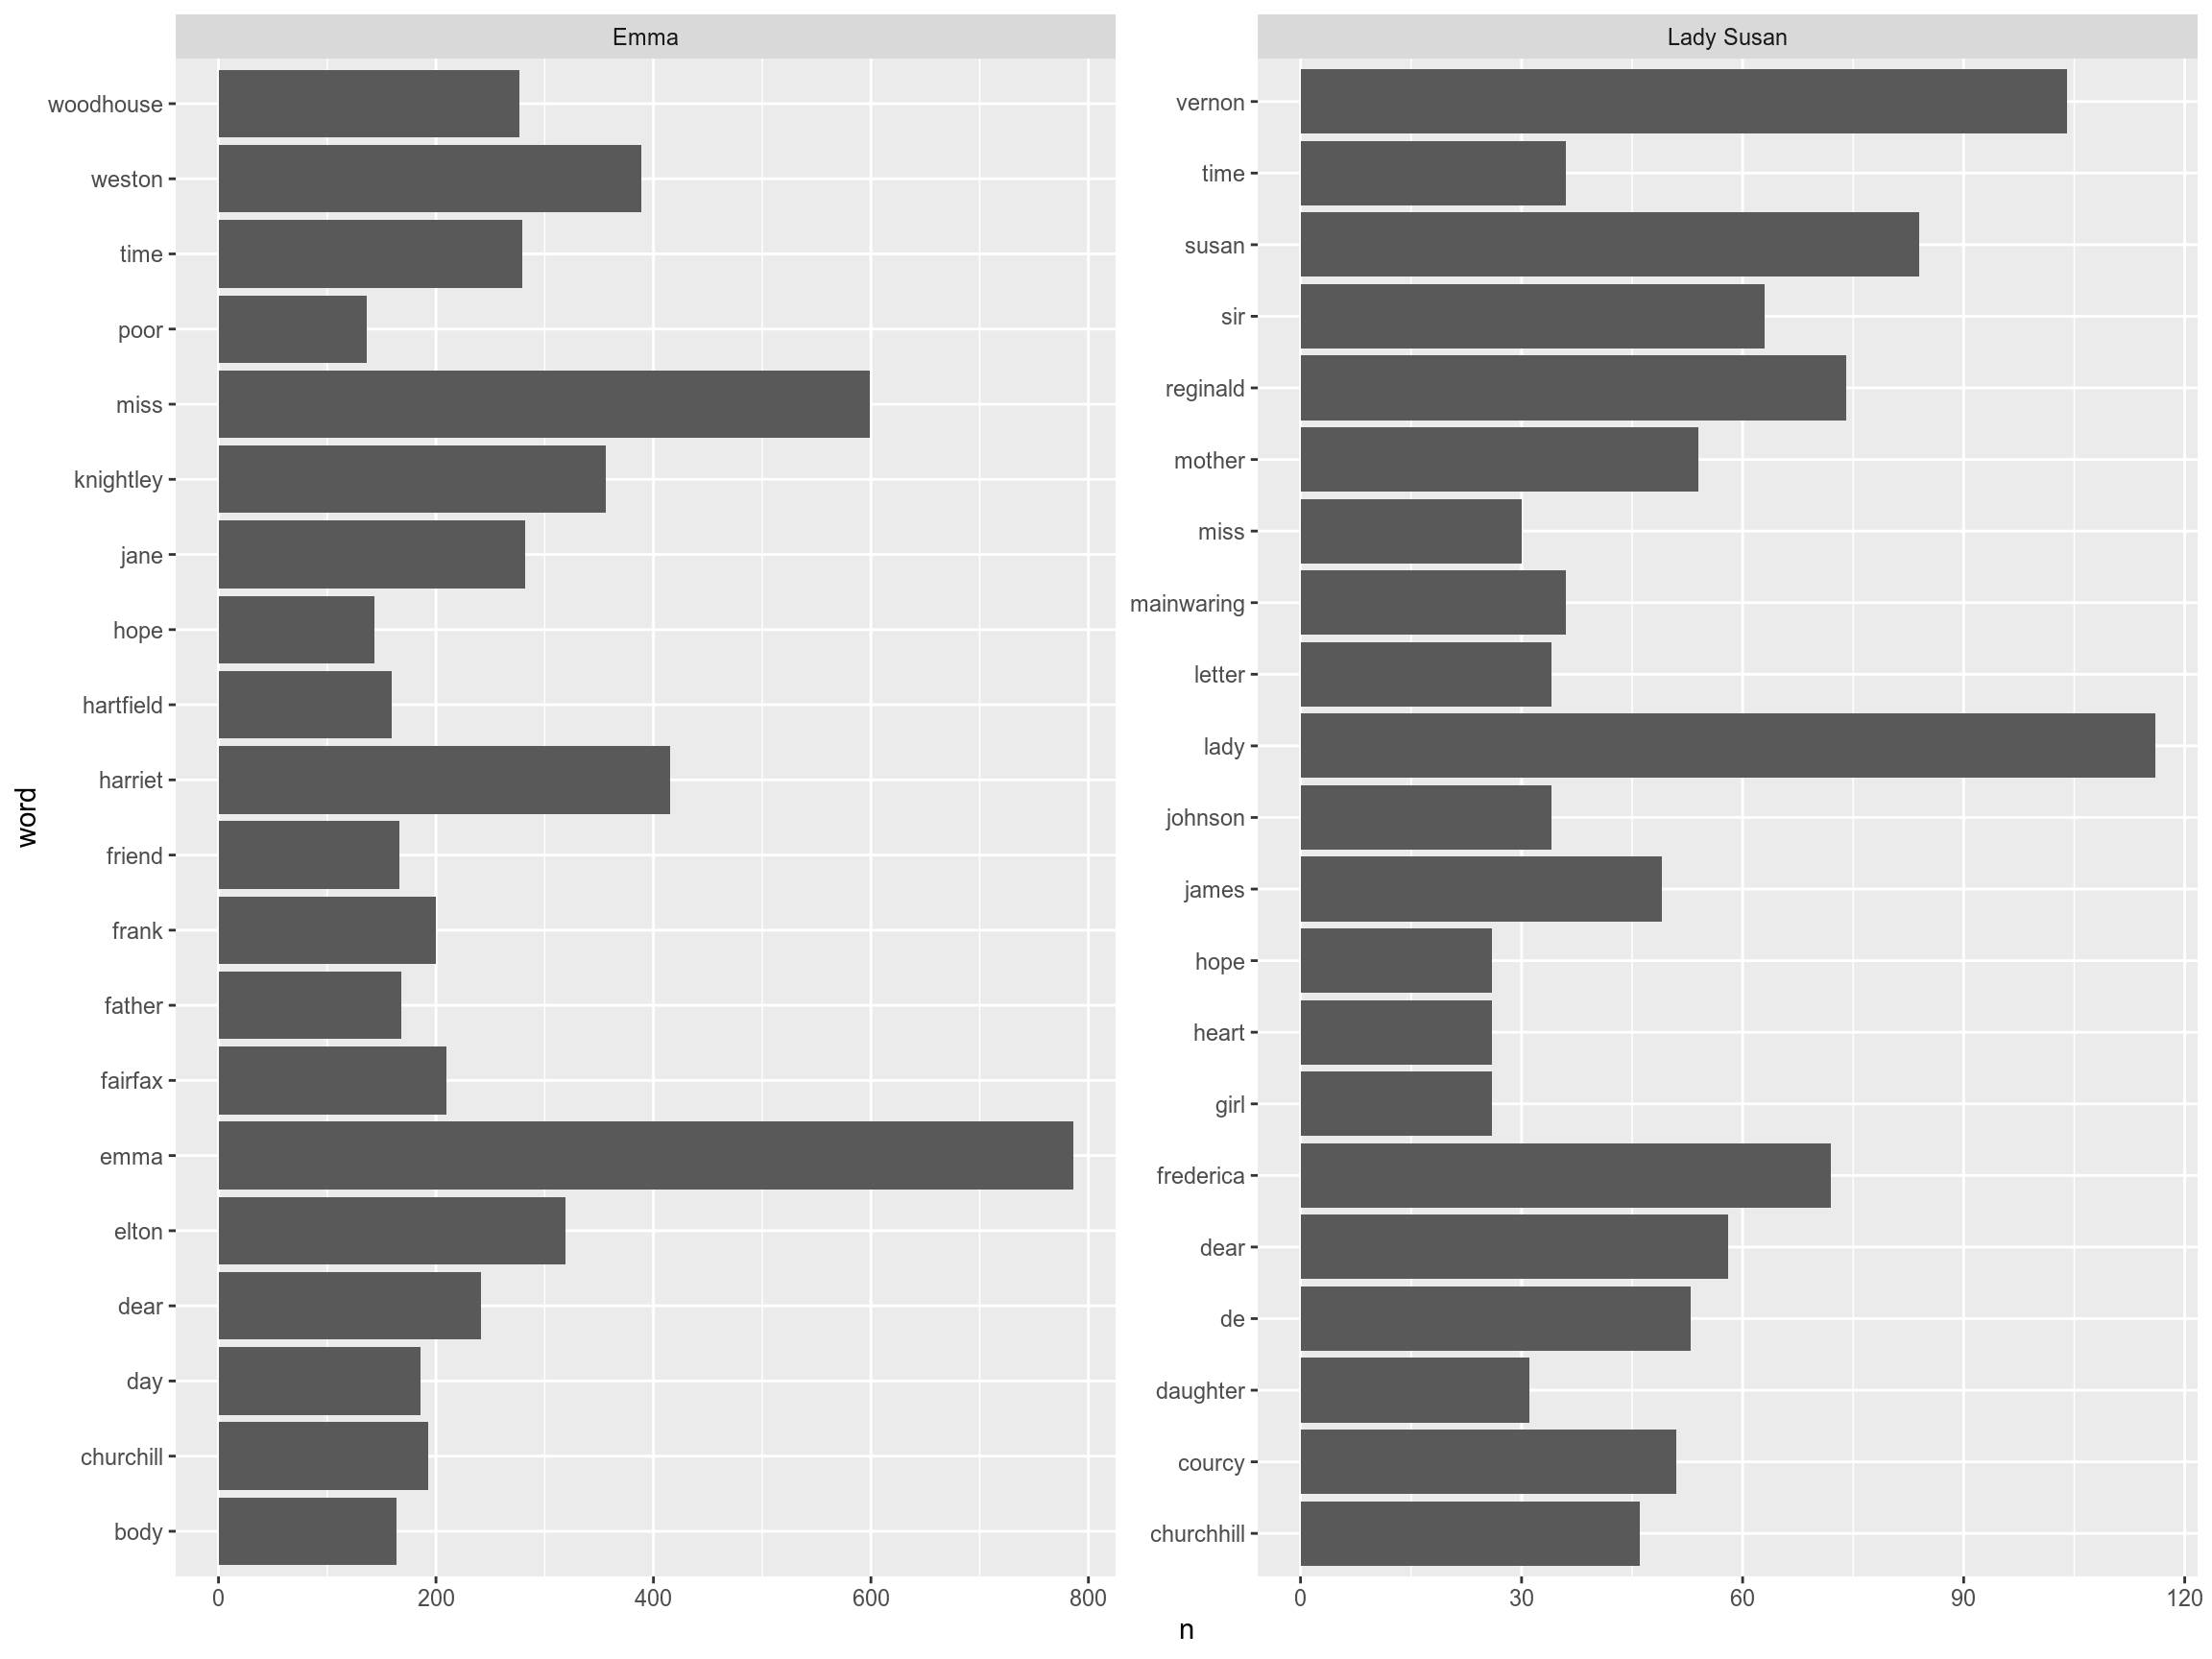 Emma
Lady Susan
word
woodhouse
weston
time
poor
miss
knightley
jane
hope
hartfield
harriet
friend
frank
father
fairfax
emma
elton
dear
day
churchill
body
0 200 400 600 800
vernon
time
susan
sir
reginald
mother
miss
mainwaring
letter
lady
johnson
james
hope
heart
girl
frederica
dear
de
daughter
courcy
churchhill
0 30 60 90 120
n